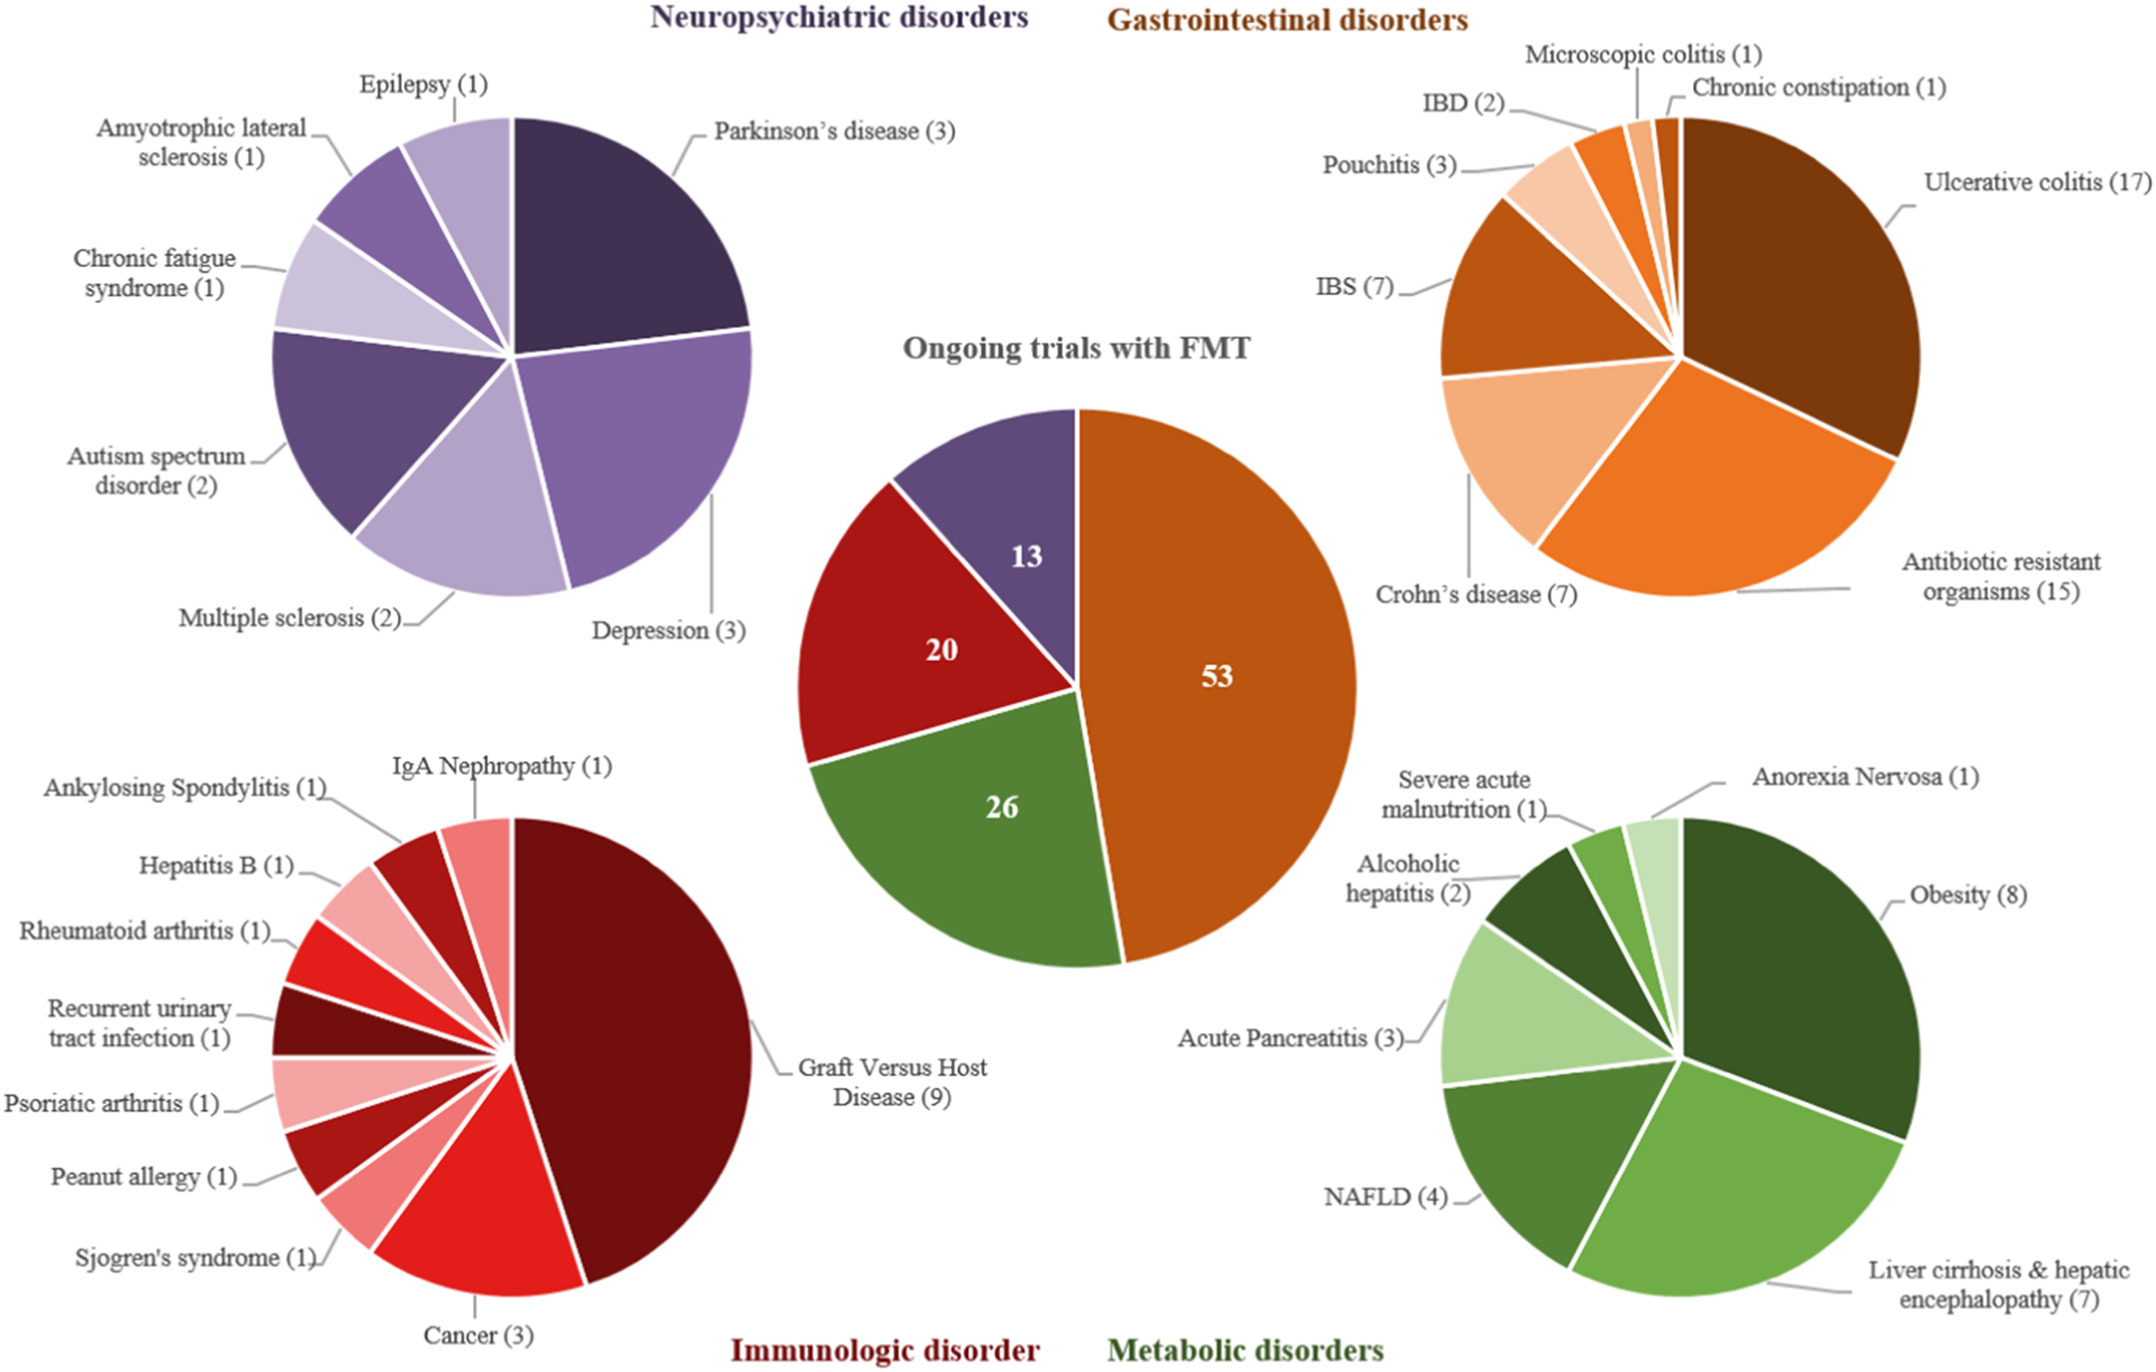 Neuropsychiatric disorders
Gastrointestinal disorders
Epilepsy (1)
Amyotrophic lateral
sclerosis (1)
Chronic fatigue
syndrome (1)
Autism spectrum
disorder (2)
Multiple sclerosis (2)
Depression (3)
Parkinson’s disease (3)
Microscopic colitis (1)
Chronic constipation (1)
IBD (2)
Pouchitis (3)
IBS (7)
Crohn’s disease (7)
Ulcerative colitis (17)
Antibiotic resistant
organisms (15)
Ongoing trials with FMT
13
53
20
26
IgA Nephropathy (1)
Ankylosing Spondylitis (1)
Hepatitis B (1)
Rheumatoid arthritis (1)
Recurrent urinary
tract infection (1)
Psoriatic arthritis (1)
Peanut allergy (1)
Sjogren's syndrome (1)
Cancer (3)
Graft Versus Host
Disease (9)
Severe acute
malnutrition (1)
Anorexia Nervosa (1)
Alcoholic
hepatitis (2)
Obesity (8)
Acute Pancreatitis (3)
NAFLD (4)
Liver cirrhosis & hepatic
encephalopathy (7)
Immunologic disorder
Metabolic disorders